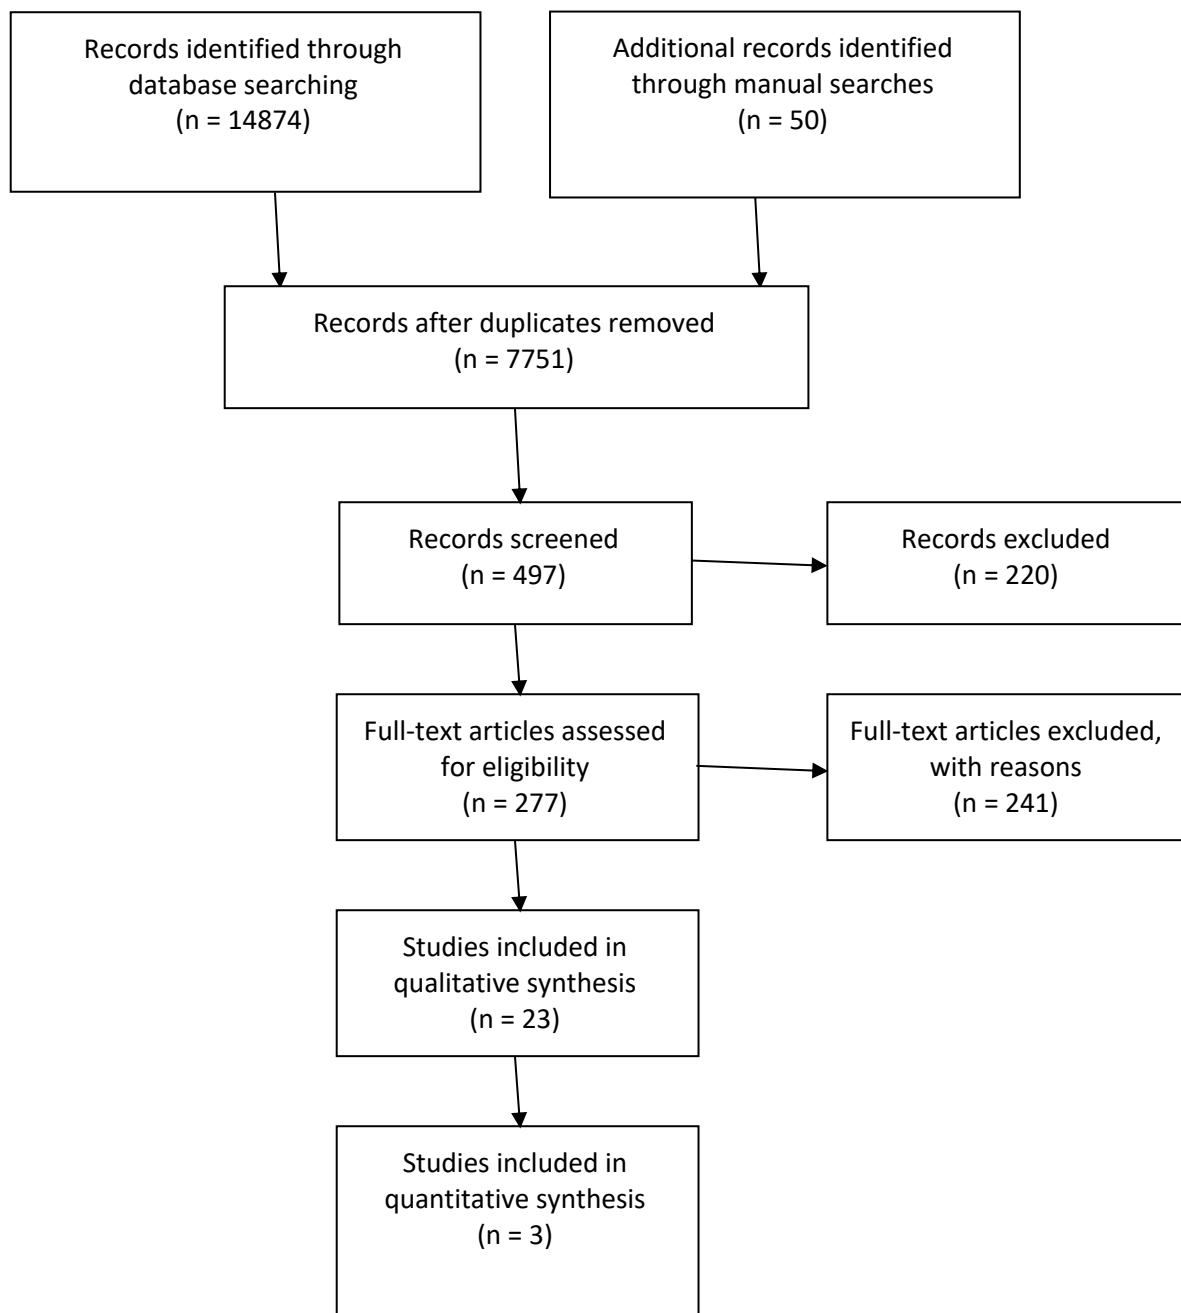 Records identified through
database searching
(n = 14874)
Additional records identified
through manual searches
(n = 50)
Records after duplicates removed
(n = 7751)
Records screened
(n = 497)
Records excluded
(n = 220)
Full-text articles assessed
for eligibility
(n = 277)
Full-text articles excluded,
with reasons
(n = 241)
Studies included in
qualitative synthesis
(n = 23)
Studies included in
quantitative synthesis
(n = 3)